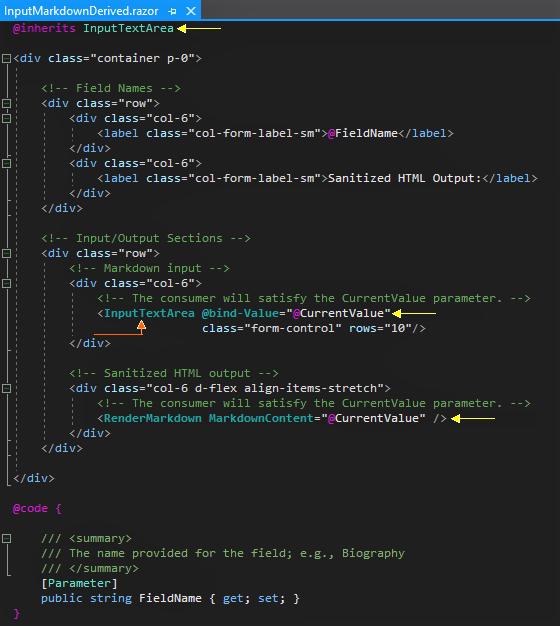 InputMarkdownDerived.razor
@inherits InputTextArea
<div class="container p-0">
<!-- Field Names -->
<div class="row">
<div class="col-6">
<label class="col-form-label-sm">@FieldName</label>
</div>
<div class="col-6">
<label class="col-form-label-sm">Sanitized HTML Output:</label>
</div>
</div>
<!-- Input/Output Sections -->
<div class="row">
<!-- Markdown input -->
<div class="col-6">
<!-- The consumer will satisfy the CurrentValue parameter. -->
<InputTextArea @bind-Value="@CurrentValue"
class="form-control" rows="10"/>
</div>
<!-- Sanitized HTML output -->
<div class="col-6 d-flex align-items-stretch">
<!-- The consumer will satisfy the CurrentValue parameter. -->
<RenderMarkdown MarkdownContent="@CurrentValue" />
</div>
</div>
</div>
@code {
/// <summary>
/// The name provided for the field; e.g., Biography
/// </summary>
[Parameter]
public string FieldName { get; set; }
}